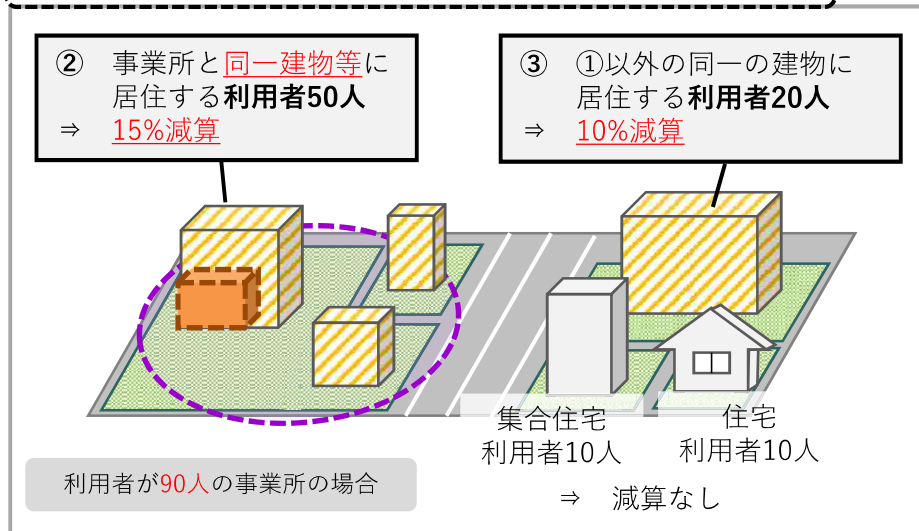 ② 事業所と同一建物等に
居住する利用者50人
⇒ 15%減算
③ ①以外の同一の建物に
居住する利用者20人
⇒ 10%減算
集合住宅
利用者10人
住宅
利用者10人
⇒ 減算なし
利用者が90人の事業所の場合